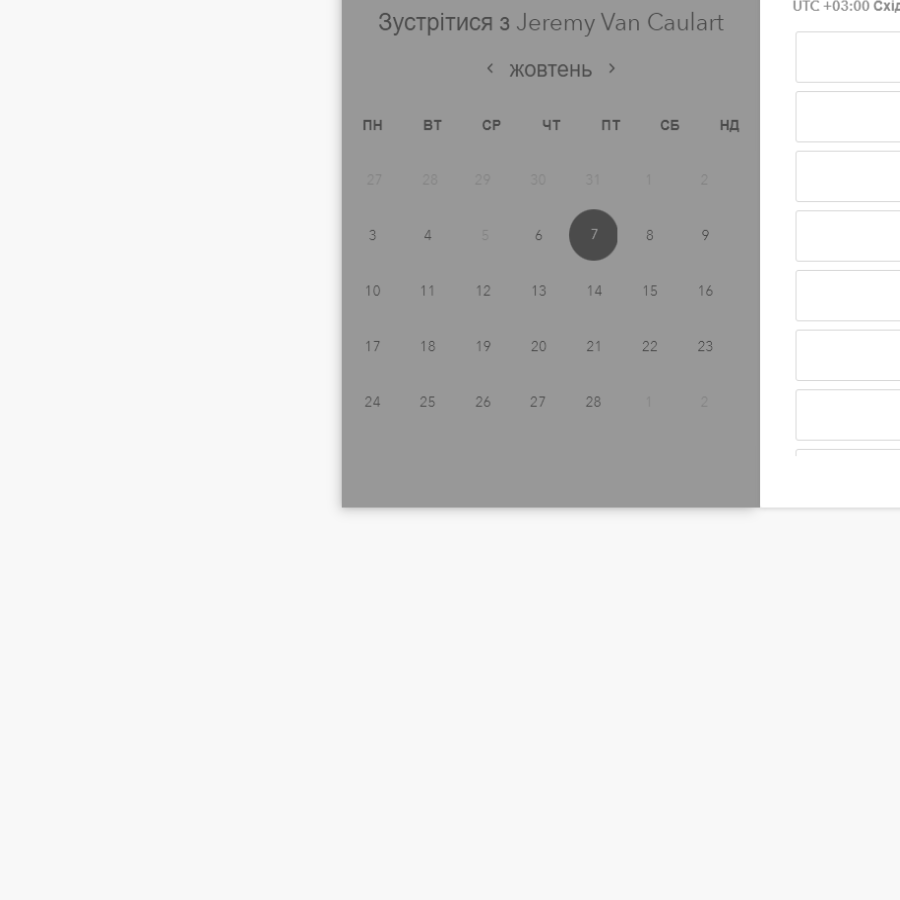 Зустрітися з Jeremy Van Caulart
жовтень
ПН ВТ СР ЧТ ПТ СБ НД
27 28 29 30 31 1 2
3 4 5 6 7 8 9
10 11 12 13 14 15 16
17 18 19 20 21 22 23
24 25 26 27 28 1 2
UTC +03:00